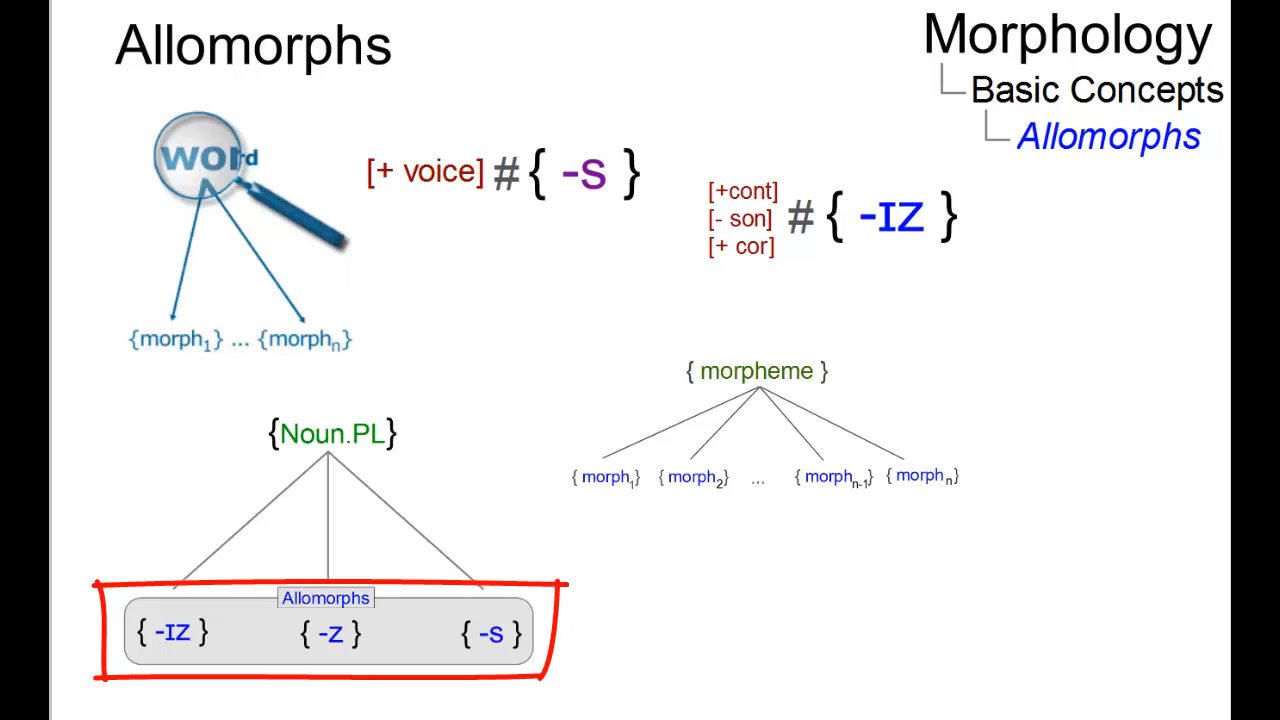 Allomorphs
Morphology
Basic Concepts
Allomorphs
word
[+ voice] # { -s }
[+cont]
[- son]
[+ cor]
# { -ɪz }
{morph1} ... {morphn}
{ morpheme }
{ morph1} { morph2} ... { morphn-1} { morphn}
{Noun.PL}
Allomorphs
{ -ɪz } { -z } { -s }